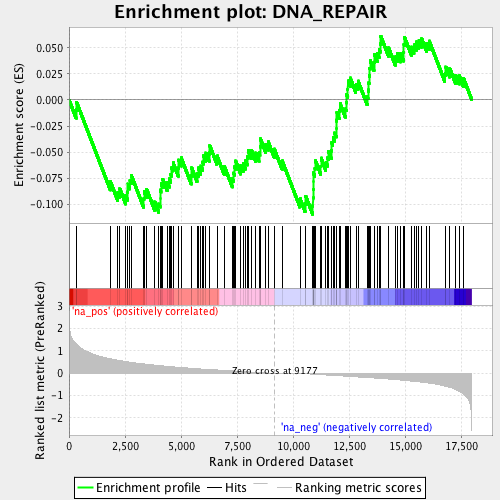 Enrichment plot: DNA_REPAIR
Enrichment score (ES)
0.050
0.025
0.000
-0.025
-0.050
-0.075
-0.100
'na_pos' (positively correlated)
Ranked list metric (PreRanked)
3
2
1
0
-1
-2
Zero cross at 9177
'na_neg' (negatively correlated)
0
2,500
5,000
7,500
10,000
12,500
15,000
17,500
Rank in Ordered Dataset
Enrichment profile
Hits
Ranking metric scores